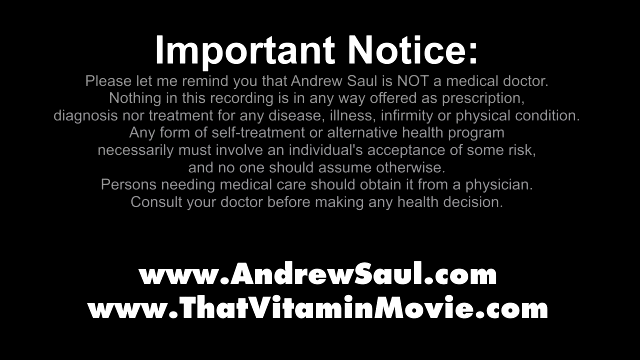 Important Notice:
Please let me remind you that Andrew Saul is NOT a medical doctor.
Nothing in this recording is in any way offered as prescription,
diagnosis nor treatment for any disease, illness, infirmity or physical condition.
Any form of self-treatment or alternative health program
necessarily must involve an individual's acceptance of some risk,
and no one should assume otherwise.
Persons needing medical care should obtain it from a physician.
Consult your doctor before making any health decision.
www.AndrewSaul.com
www.ThatVitaminMovie.com